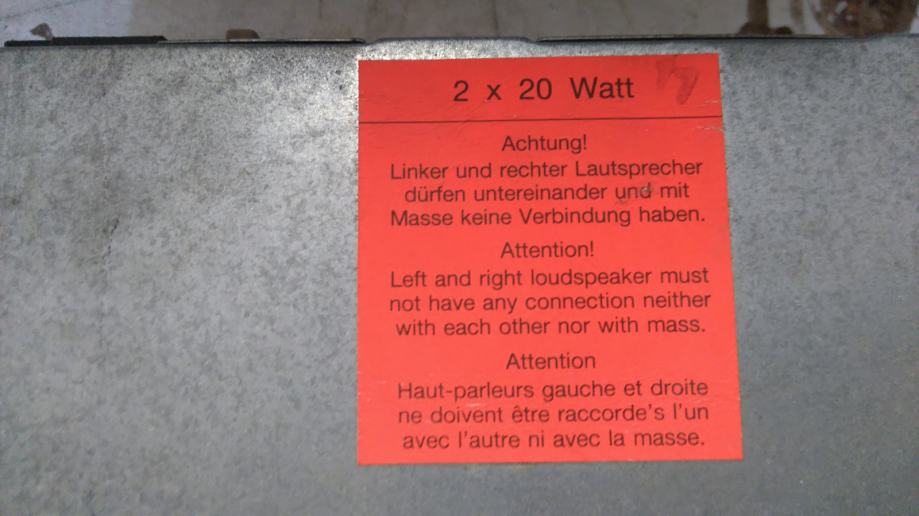 2 x 20 Watt
Achtung!
Linker und rechter Lautsprecher
dürfen untereinander und mit
Masse keine Verbindung haben.
Attention!
Left and right loudspeaker must
not have any connection neither
with each other nor with mass.
Attention
Haut-parleurs gauche et droite
ne doivent être raccorde's l'un
avec l'autre ni avec la masse.